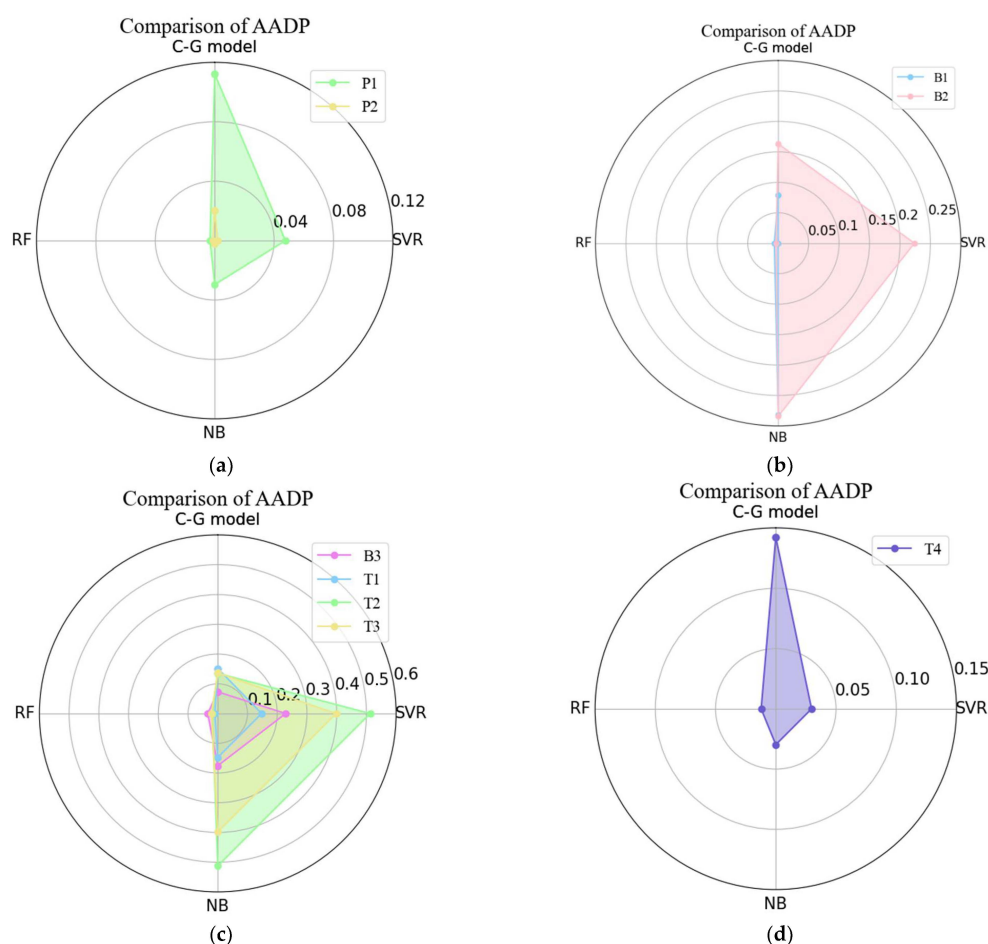 Comparison of AADP
C-G model
P1
P2
0.12
0.08
0.04
RF
SVR
NB
(a)
Comparison of AADP
C-G model
B1
B2
0.25
0.2
0.15
0.1
0.05
RF
SVR
NB
(b)
Comparison of AADP
C-G model
B3
T1
T2
T3
0.6
0.5
0.4
0.3
0.2
0.1
RF
SVR
NB
(c)
Comparison of AADP
C-G model
T4
0.15
0.10
0.05
RF
SVR
NB
(d)